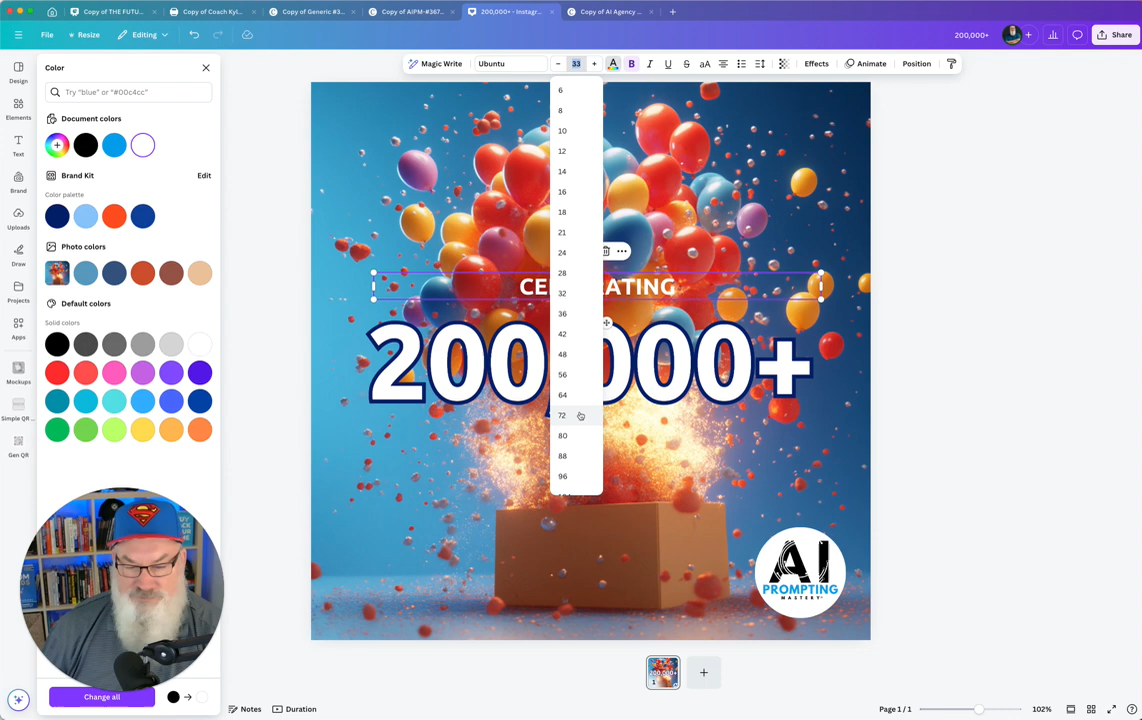 Copy of THE FUTU...
Copy of Coach Kyl...
Copy of Generic #3...
Copy of AIPM-#367...
200,000+ - Instagr...
Copy of AI Agency ...
File
Resize
Editing
200,000+
Share
Design
Elements
Text
Brand
Uploads
Draw
Projects
Apps
Mockups
Simple QR ...
Gen QR
Color
Try "blue" or "#00c4cc"
Document colors
Brand Kit
Edit
Color palette
Photo colors
Default colors
Solid colors
Change all
Magic Write
Ubuntu
33
A
B
I
U
S
aA
Effects
Animate
Position
6
8
10
12
14
16
18
21
24
28
32
36
42
48
56
64
72
80
88
96
200,000+
AI
PROMPTING
MASTERY
200,000+
1
Notes
Duration
Page 1 / 1
102%